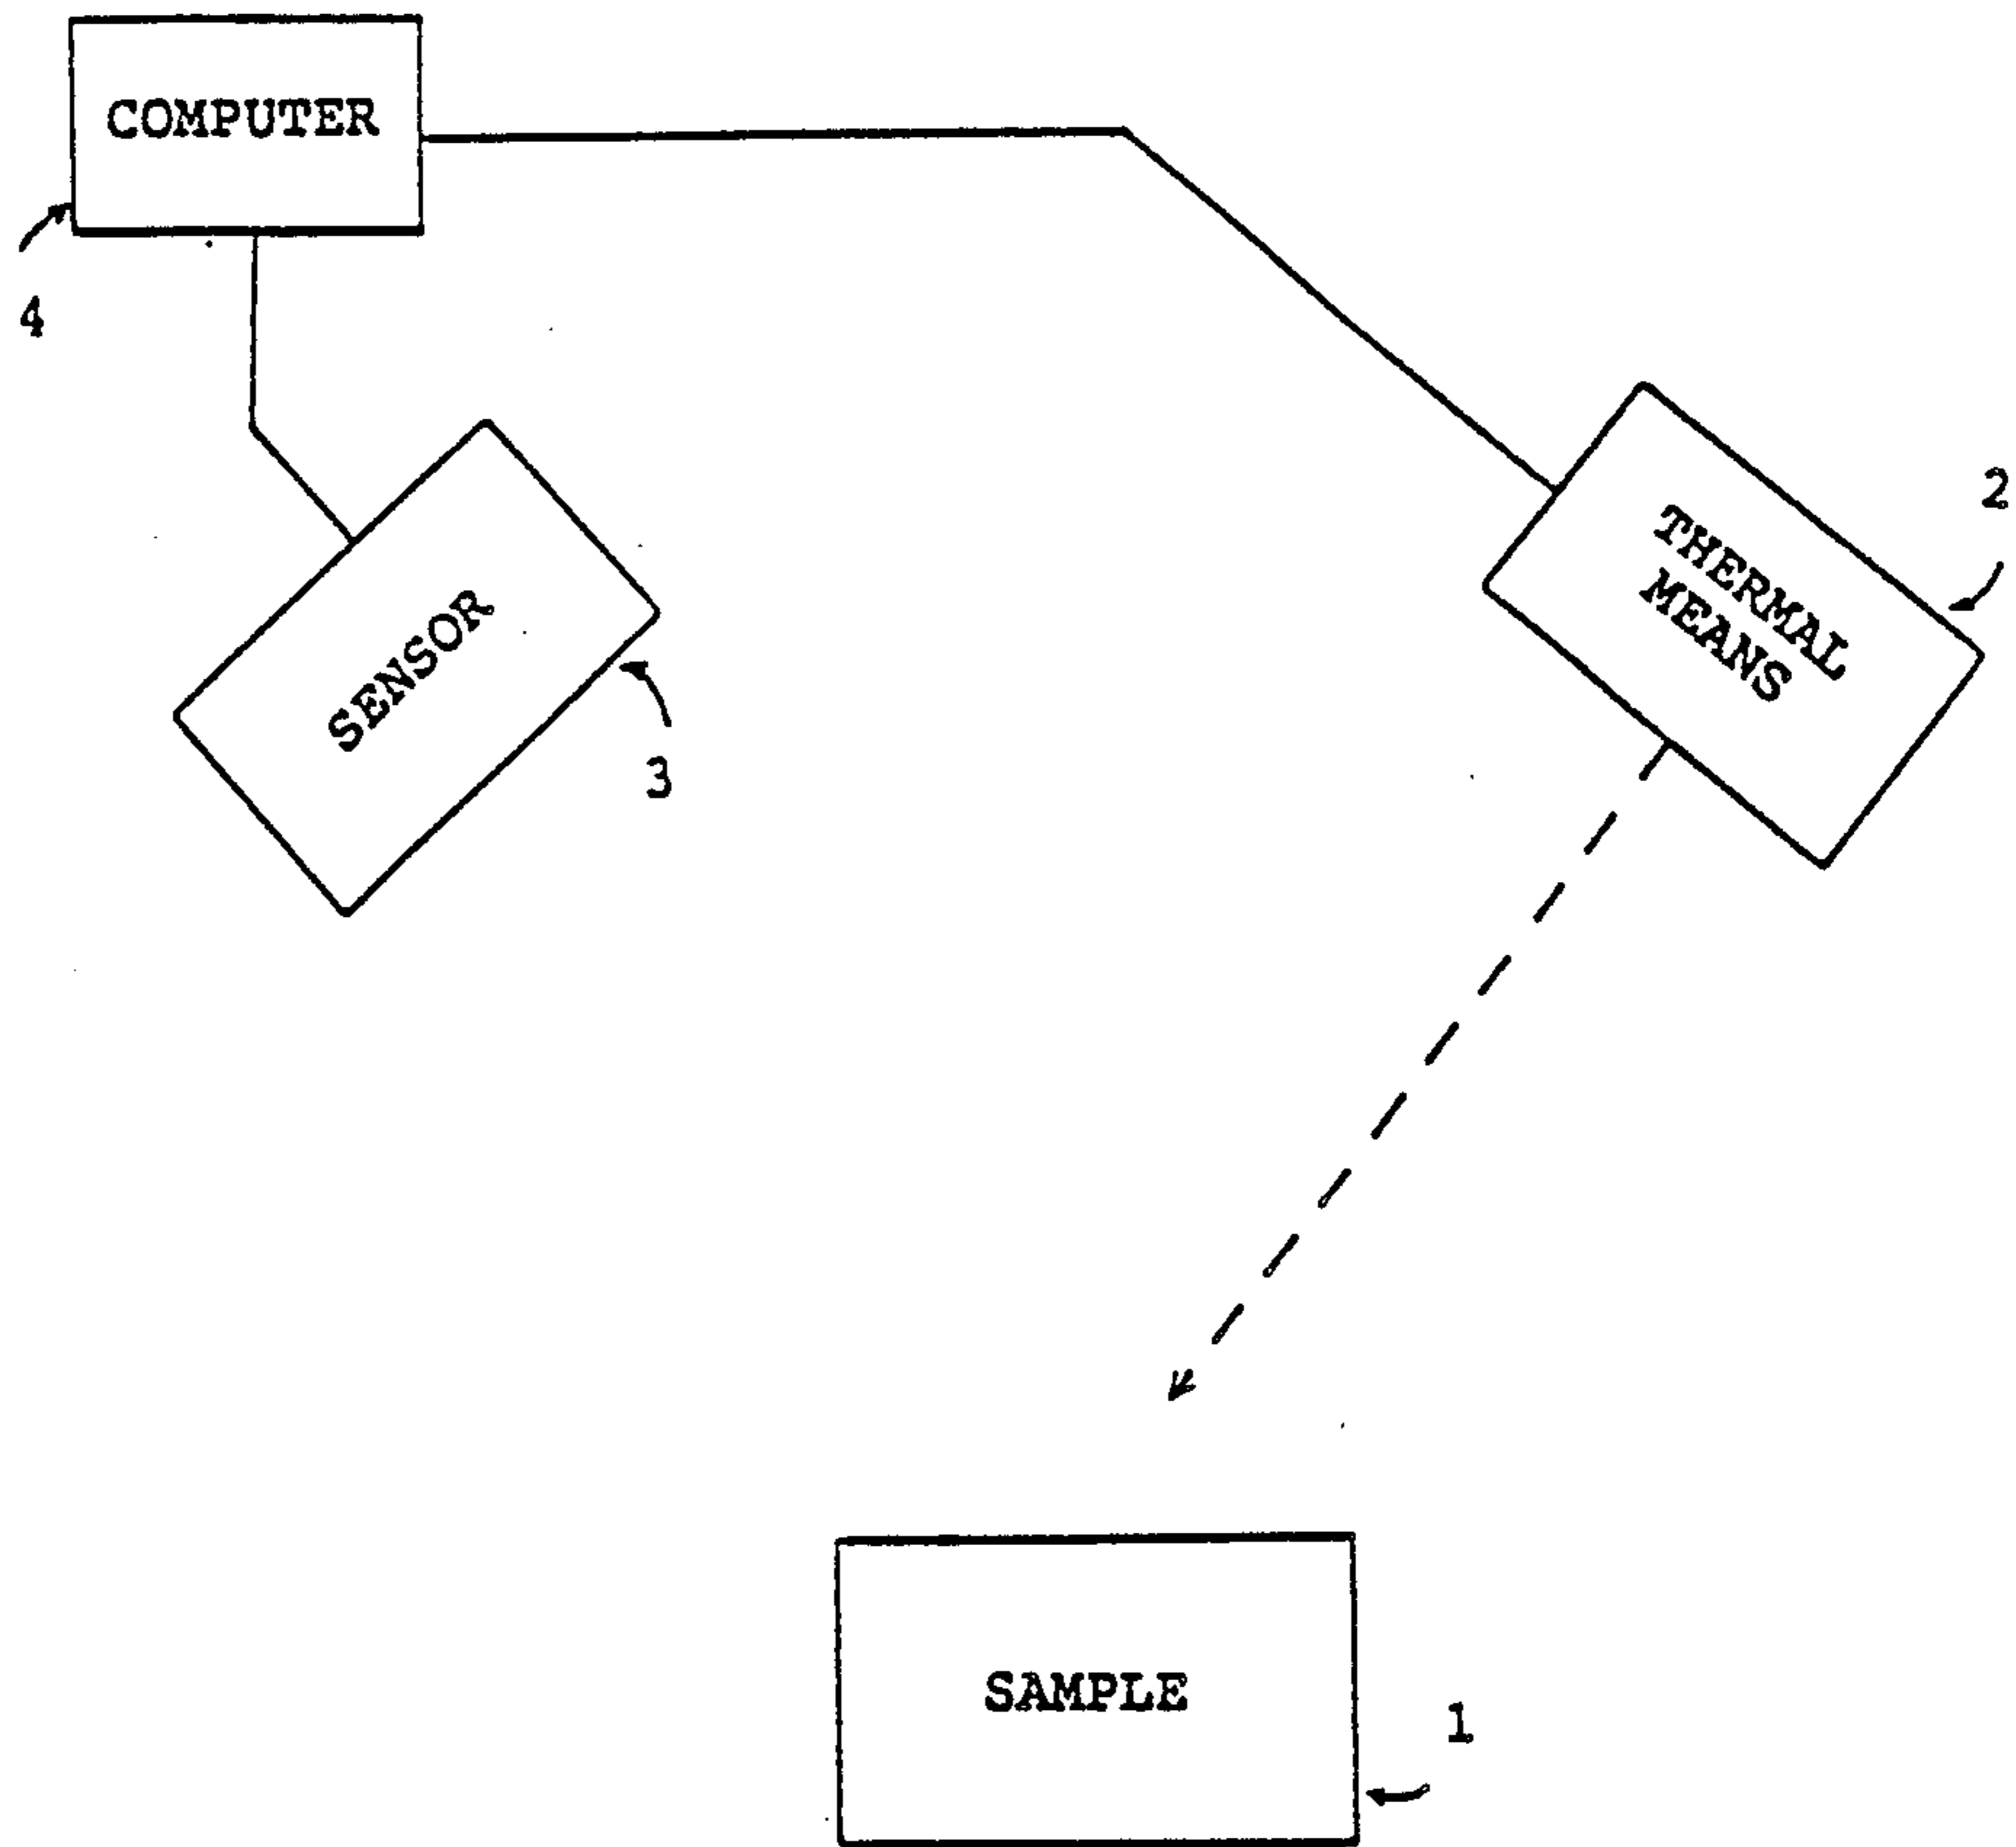 COMPUTER
4
2
THERMAL
MEANS
SENSOR
3
SAMPLE
1